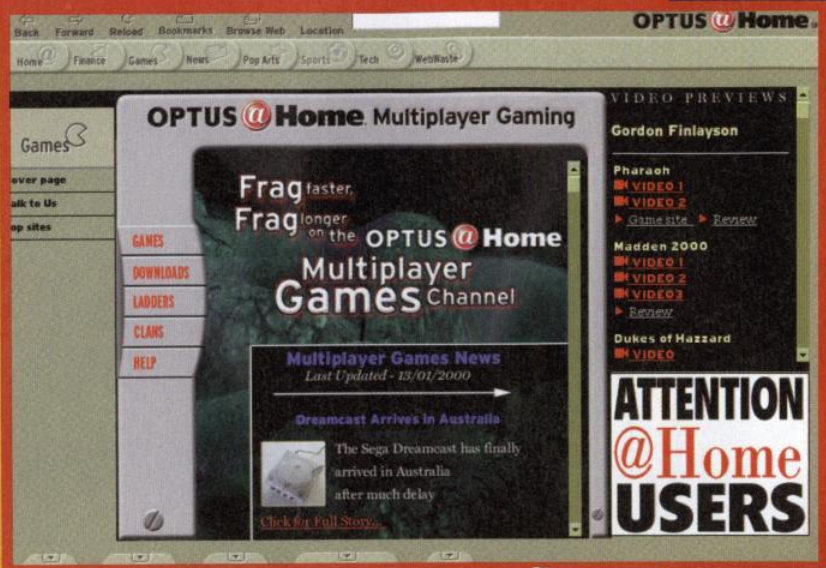 Back Forward Reload Bookmarks Browse Web Location
OPTUS @ Home
Home Finance Games News Pop Arts Sports Tech WebWaste
Games
over page
alk to Us
op sites
OPTUS @ Home Multiplayer Gaming
GAMES
DOWNLOADS
LADDERS
CLANS
HELP
Frag faster,
Frag longer
on the OPTUS @ Home
Multiplayer
Games Channel
Multiplayer Games News
Last Updated - 13/01/2000
Dreamcast Arrives in Australia
The Sega Dreamcast has finally
arrived in Australia
after much delay
Click for Full Story...
VIDEO PREVIEWS
Gordon Finlayson
Pharaoh
VIDEO 1
VIDEO 2
Game site Review
Madden 2000
VIDEO 1
VIDEO 2
VIDEO3
Review
Dukes of Hazzard
VIDEO
ATTENTION
@Home
USERS